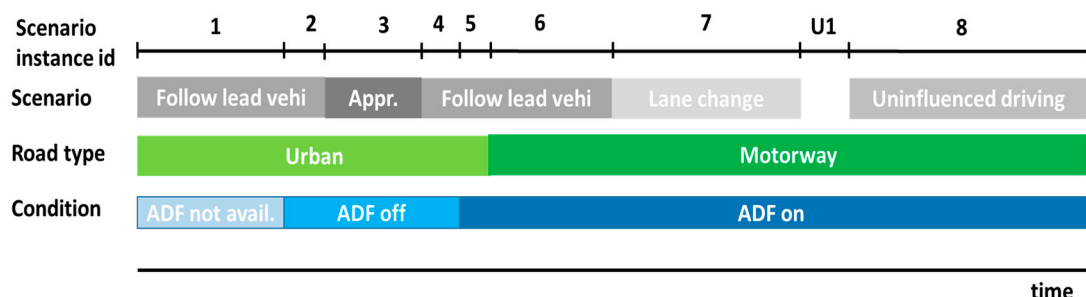 Scenario instance id 1 2 3 4 5 6 7 U1 8
Scenario Follow lead vehi Appr. Follow lead vehi Lane change Uninfluenced driving
Road type Urban Motorway
Condition ADF not avail. ADF off ADF on
time